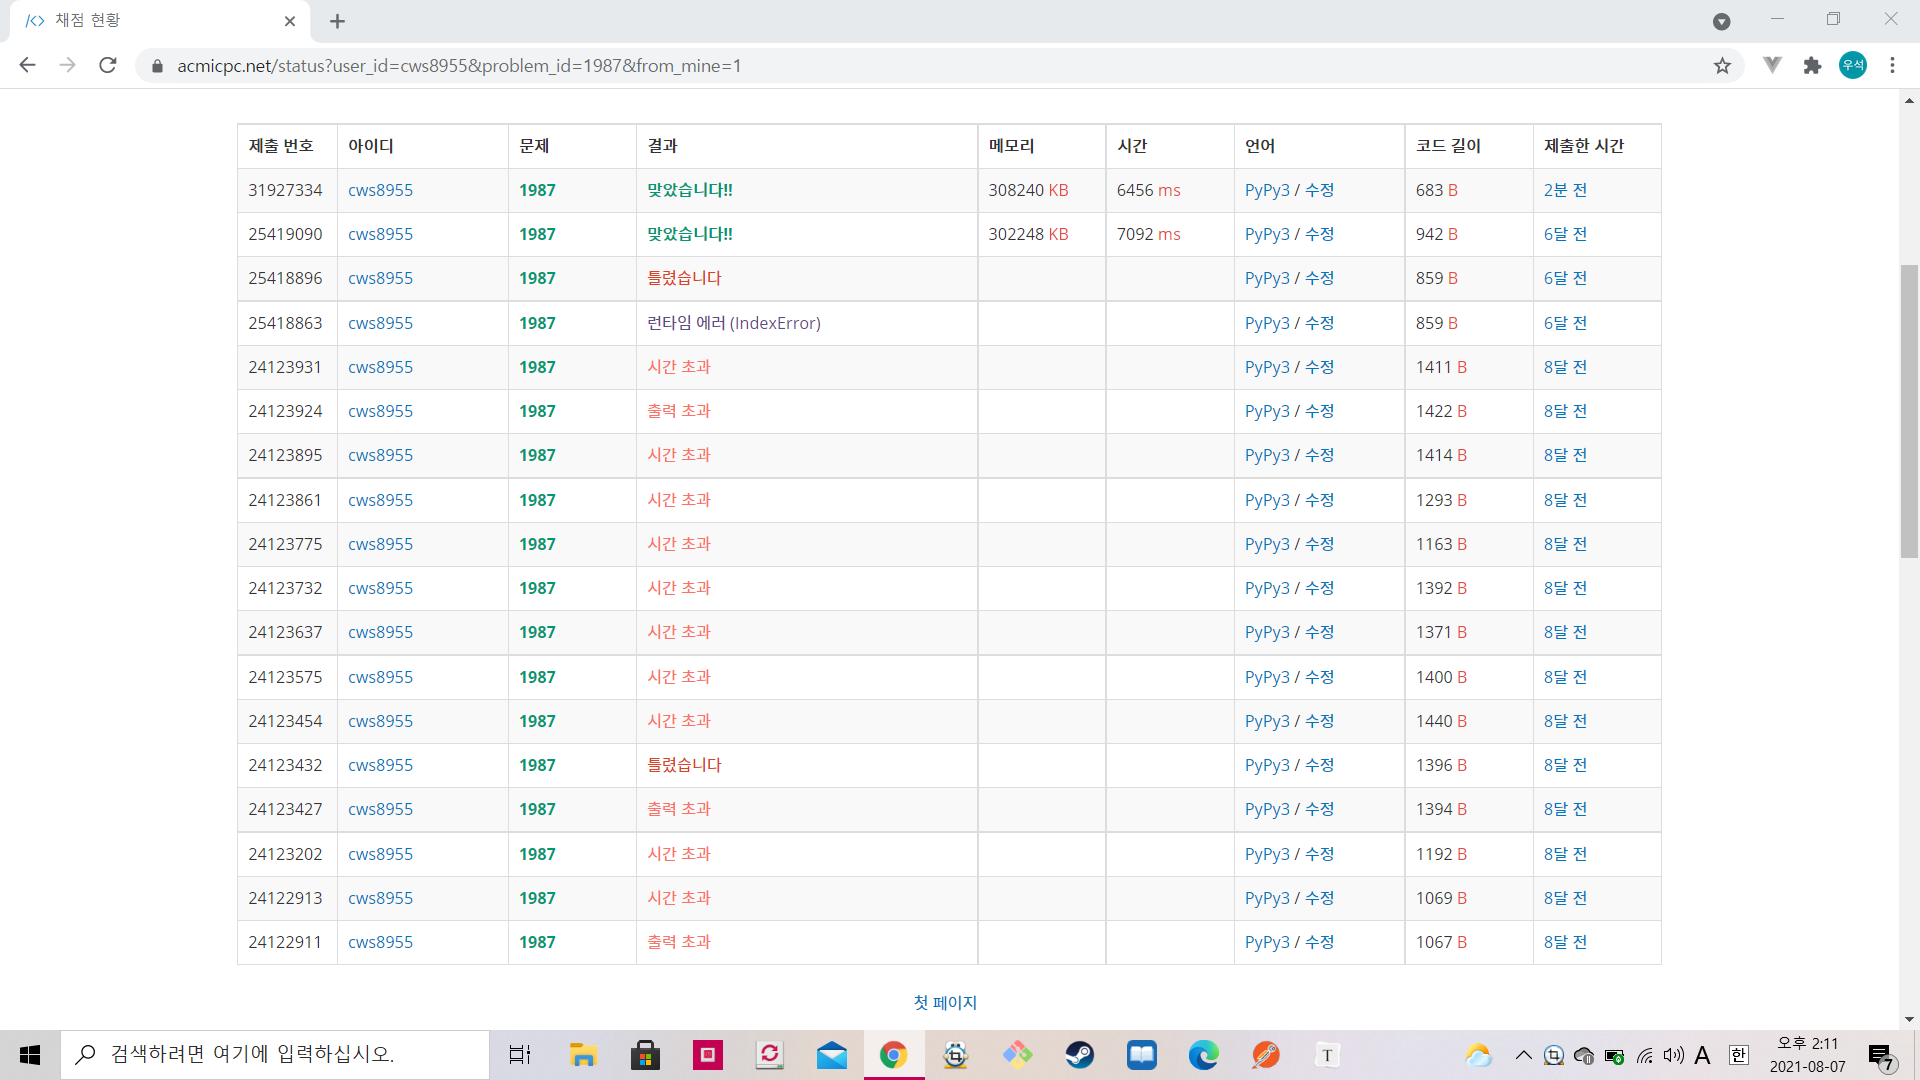 채점 현황
acmicpc.net/status?user_id=cws8955&problem_id=1987&from_mine=1
우석
제출 번호 아이디 문제 결과 메모리 시간 언어 코드 길이 제출한 시간
31927334 cws8955 1987 맞았습니다!! 308240 KB 6456 ms PyPy3 / 수정 683 B 2분 전
25419090 cws8955 1987 맞았습니다!! 302248 KB 7092 ms PyPy3 / 수정 942 B 6달 전
25418896 cws8955 1987 틀렸습니다 PyPy3 / 수정 859 B 6달 전
25418863 cws8955 1987 런타임 에러 (IndexError) PyPy3 / 수정 859 B 6달 전
24123931 cws8955 1987 시간 초과 PyPy3 / 수정 1411 B 8달 전
24123924 cws8955 1987 출력 초과 PyPy3 / 수정 1422 B 8달 전
24123895 cws8955 1987 시간 초과 PyPy3 / 수정 1414 B 8달 전
24123861 cws8955 1987 시간 초과 PyPy3 / 수정 1293 B 8달 전
24123775 cws8955 1987 시간 초과 PyPy3 / 수정 1163 B 8달 전
24123732 cws8955 1987 시간 초과 PyPy3 / 수정 1392 B 8달 전
24123637 cws8955 1987 시간 초과 PyPy3 / 수정 1371 B 8달 전
24123575 cws8955 1987 시간 초과 PyPy3 / 수정 1400 B 8달 전
24123454 cws8955 1987 시간 초과 PyPy3 / 수정 1440 B 8달 전
24123432 cws8955 1987 틀렸습니다 PyPy3 / 수정 1396 B 8달 전
24123427 cws8955 1987 출력 초과 PyPy3 / 수정 1394 B 8달 전
24123202 cws8955 1987 시간 초과 PyPy3 / 수정 1192 B 8달 전
24122913 cws8955 1987 시간 초과 PyPy3 / 수정 1069 B 8달 전
24122911 cws8955 1987 출력 초과 PyPy3 / 수정 1067 B 8달 전
첫 페이지
검색하려면 여기에 입력하십시오.
T
A
한
오후 2:11
2021-08-07
7